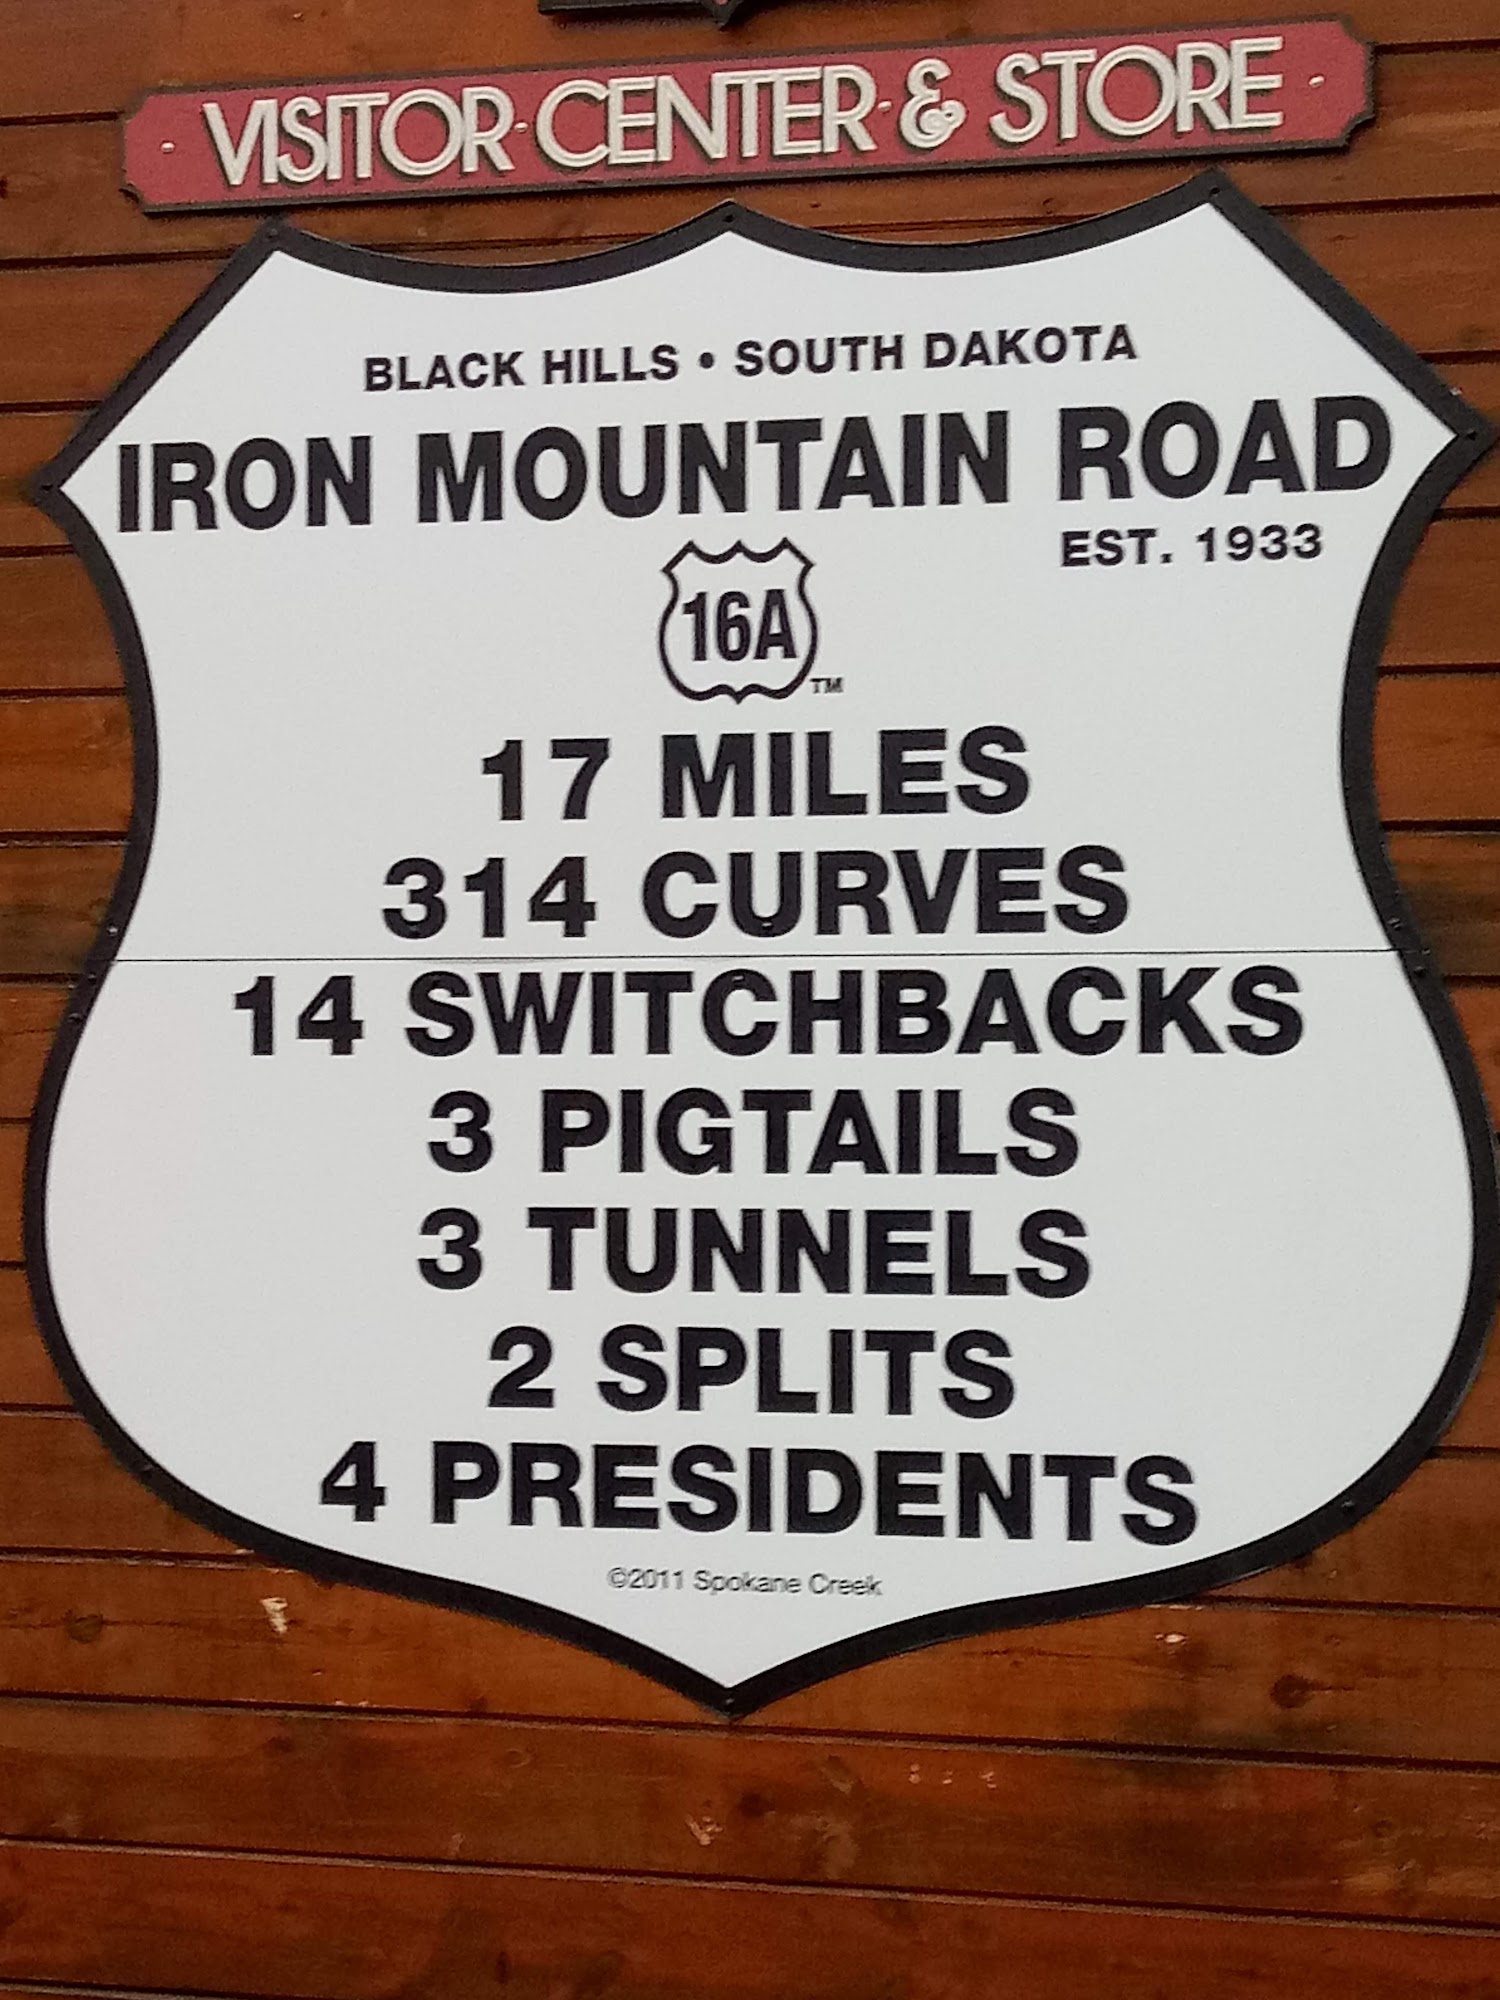 VISITOR CENTER & STORE
BLACK HILLS • SOUTH DAKOTA
IRON MOUNTAIN ROAD
EST. 1933
16A
TM
17 MILES
314 CURVES
14 SWITCHBACKS
3 PIGTAILS
3 TUNNELS
2 SPLITS
4 PRESIDENTS
©2011 Spokane Creek